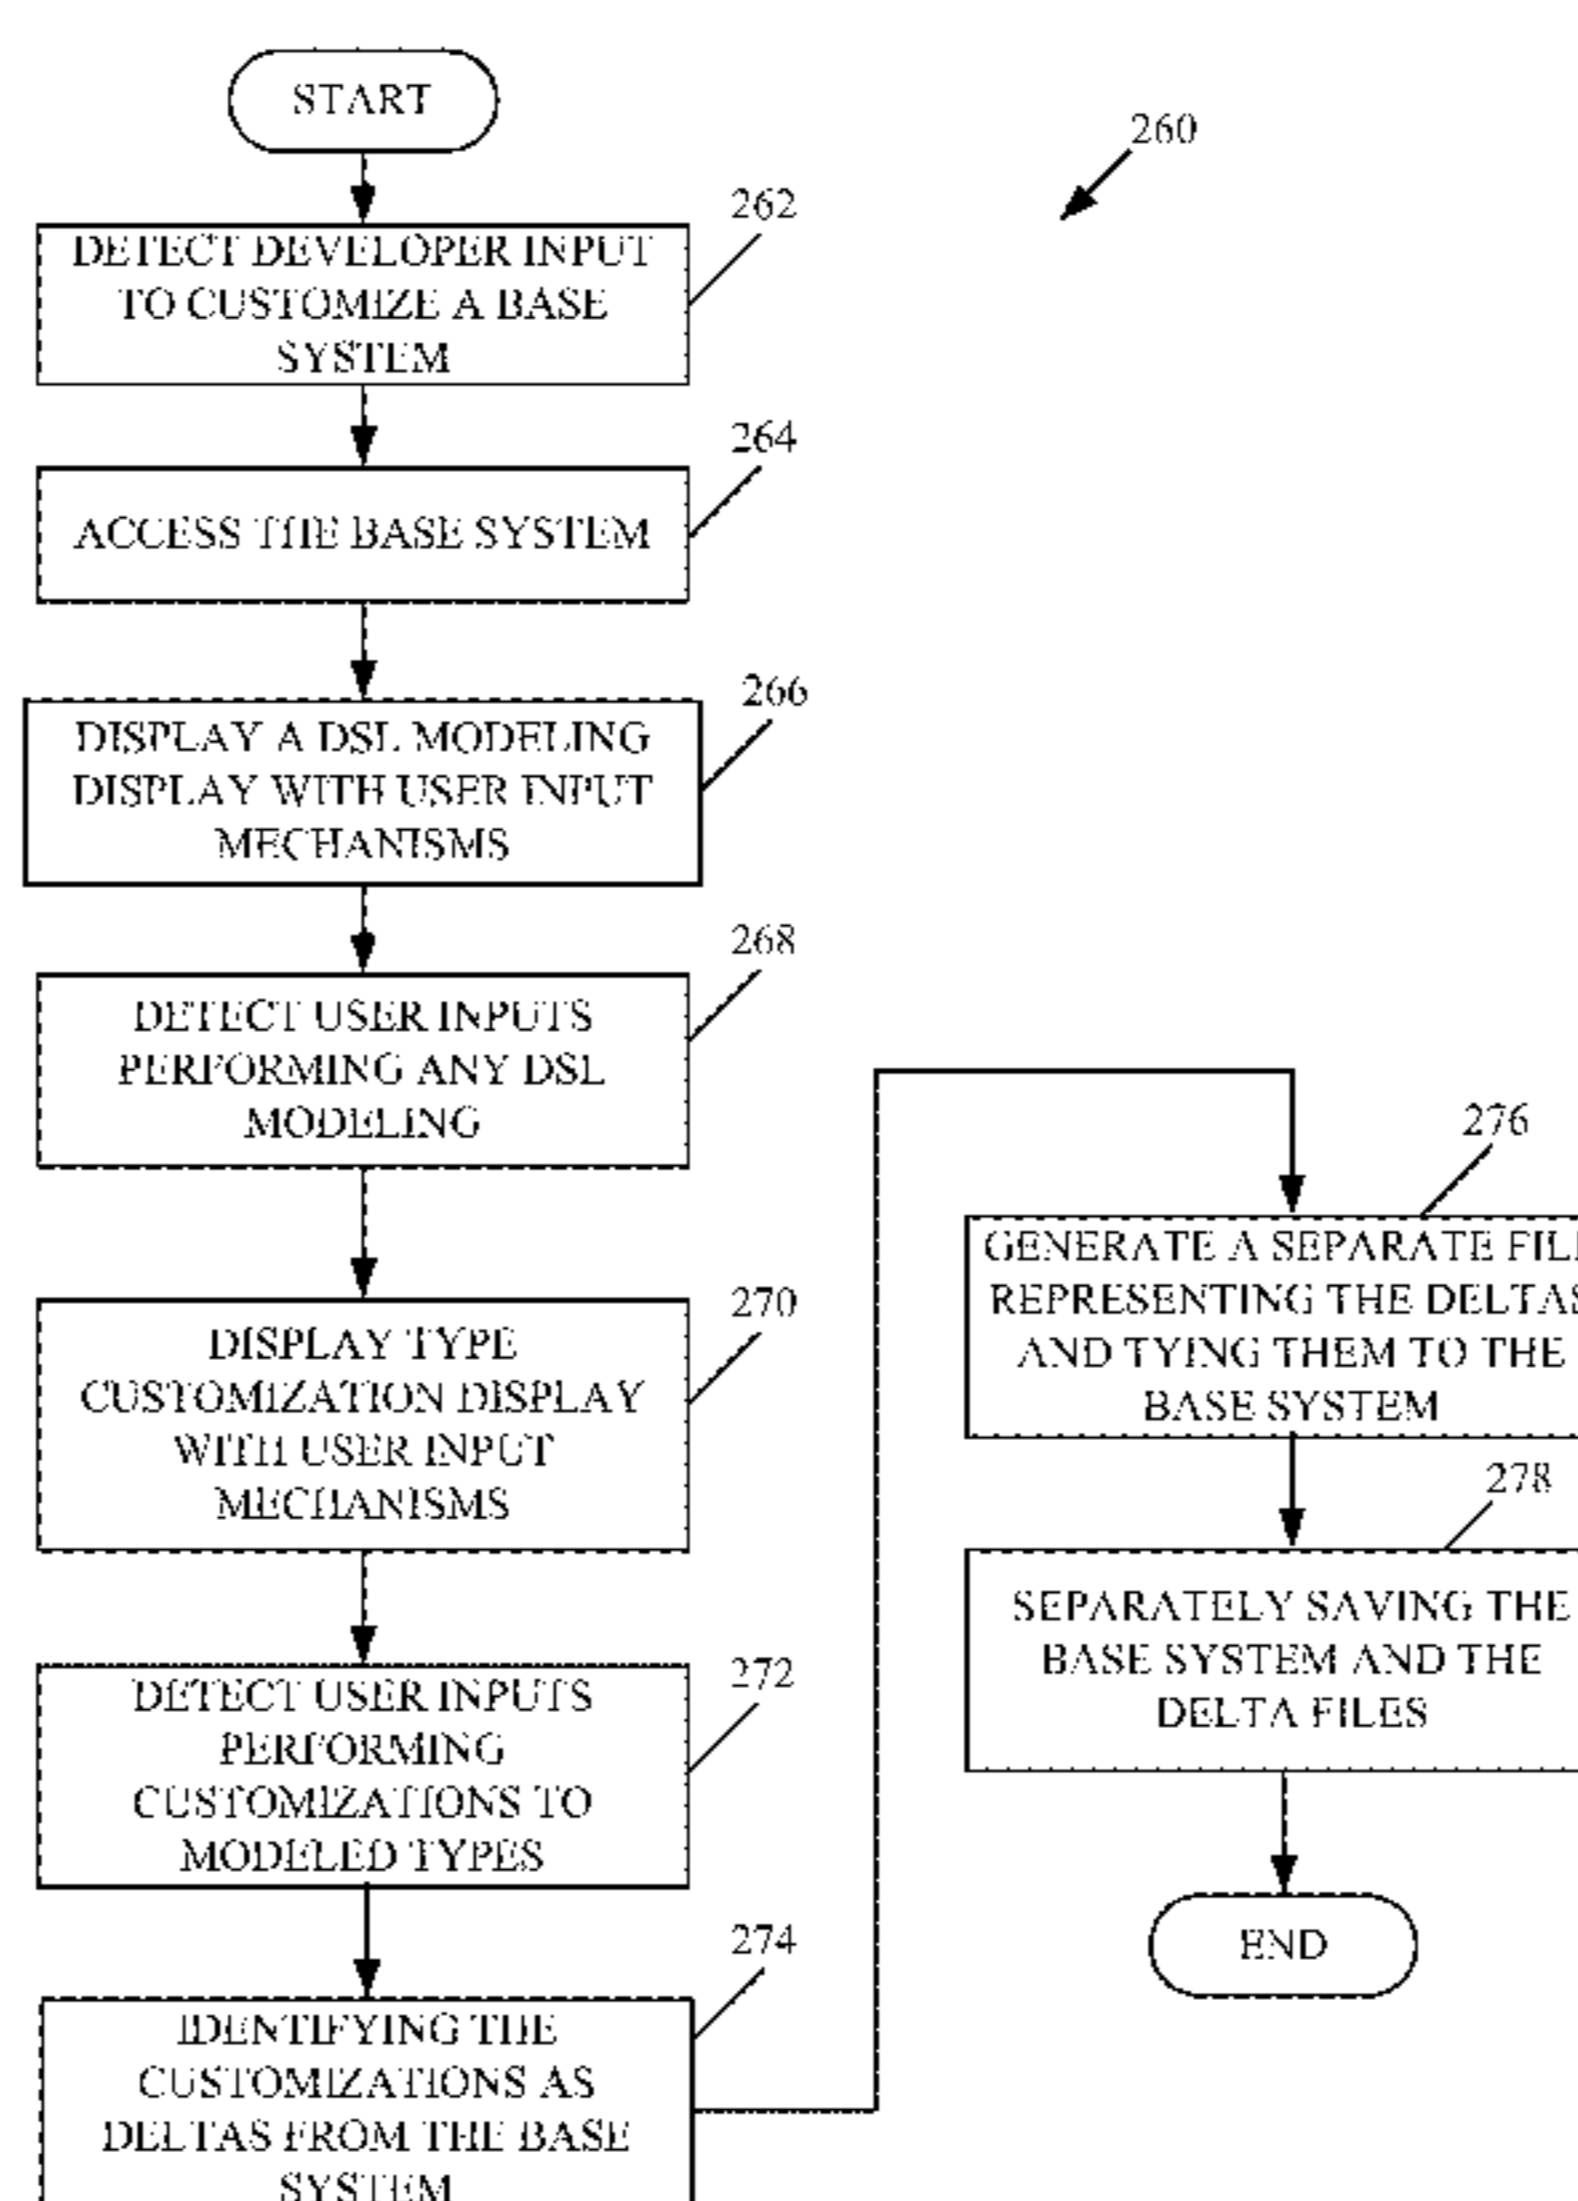 START
260
262
DETECT DEVELOPER INPUT
TO CUSTOMIZE A BASE
SYSTEM
264
ACCESS THE BASE SYSTEM
266
DISPLAY A DSL MODELING
DISPLAY WITH USER INPUT
MECHANISMS
268
DETECT USER INPUTS
PERFORMING ANY DSL
MODELING
270
DISPLAY TYPE
CUSTOMIZATION DISPLAY
WITH USER INPUT
MECHANISMS
272
DETECT USER INPUTS
PERFORMING
CUSTOMIZATIONS TO
MODELED TYPES
274
IDENTIFYING THE
CUSTOMIZATIONS AS
DELTAS FROM THE BASE
SYSTEM
276
GENERATE A SEPARATE FILE
REPRESENTING THE DELTAS
AND TYING THEM TO THE
BASE SYSTEM
278
SEPARATELY SAVING THE
BASE SYSTEM AND THE
DELTA FILES
END